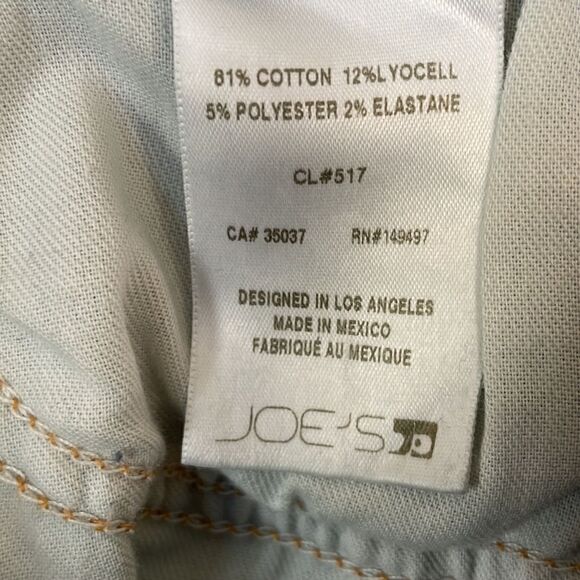 81% COTTON 12%LYOCELL
5% POLYESTER 2% ELASTANE
CL#517
CA# 35037 RN#149497
DESIGNED IN LOS ANGELES
MADE IN MEXICO
FABRIQUÉ AU MEXIQUE
JOE'S